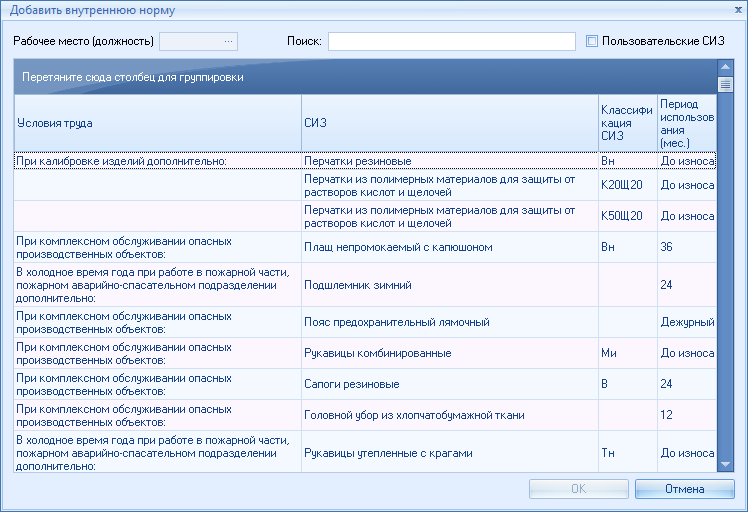 Добавить внутреннюю норму
Рабочее место (должность)
...
Поиск:
Пользовательские СИЗ
Перетяните сюда столбец для группировки
Условия труда
СИЗ
Классифи
кация
СИЗ
Период
использов
ания
(мес.)
При калибровке изделий дополнительно:
Перчатки резиновые
Вн
До износа
Перчатки из полимерных материалов для защиты от
растворов кислот и щелочей
К20Щ20
До износа
Перчатки из полимерных материалов для защиты от
растворов кислот и щелочей
К50Щ20
До износа
При комплексном обслуживании опасных
производственных объектов:
Плащ непромокаемый с капюшоном
Вн
36
В холодное время года при работе в пожарной части,
пожарном аварийно-спасательном подразделении
дополнительно:
Подшлемник зимний
24
При комплексном обслуживании опасных
производственных объектов:
Пояс предохранительный лямочный
Дежурный
При комплексном обслуживании опасных
производственных объектов:
Рукавицы комбинированные
Ми
До износа
При комплексном обслуживании опасных
производственных объектов:
Сапоги резиновые
В
24
При комплексном обслуживании опасных
производственных объектов:
Головной убор из хлопчатобумажной ткани
12
В холодное время года при работе в пожарной части,
пожарном аварийно-спасательном подразделении
дополнительно:
Рукавицы утепленные с крагами
Тн
До износа
OK
Отмена